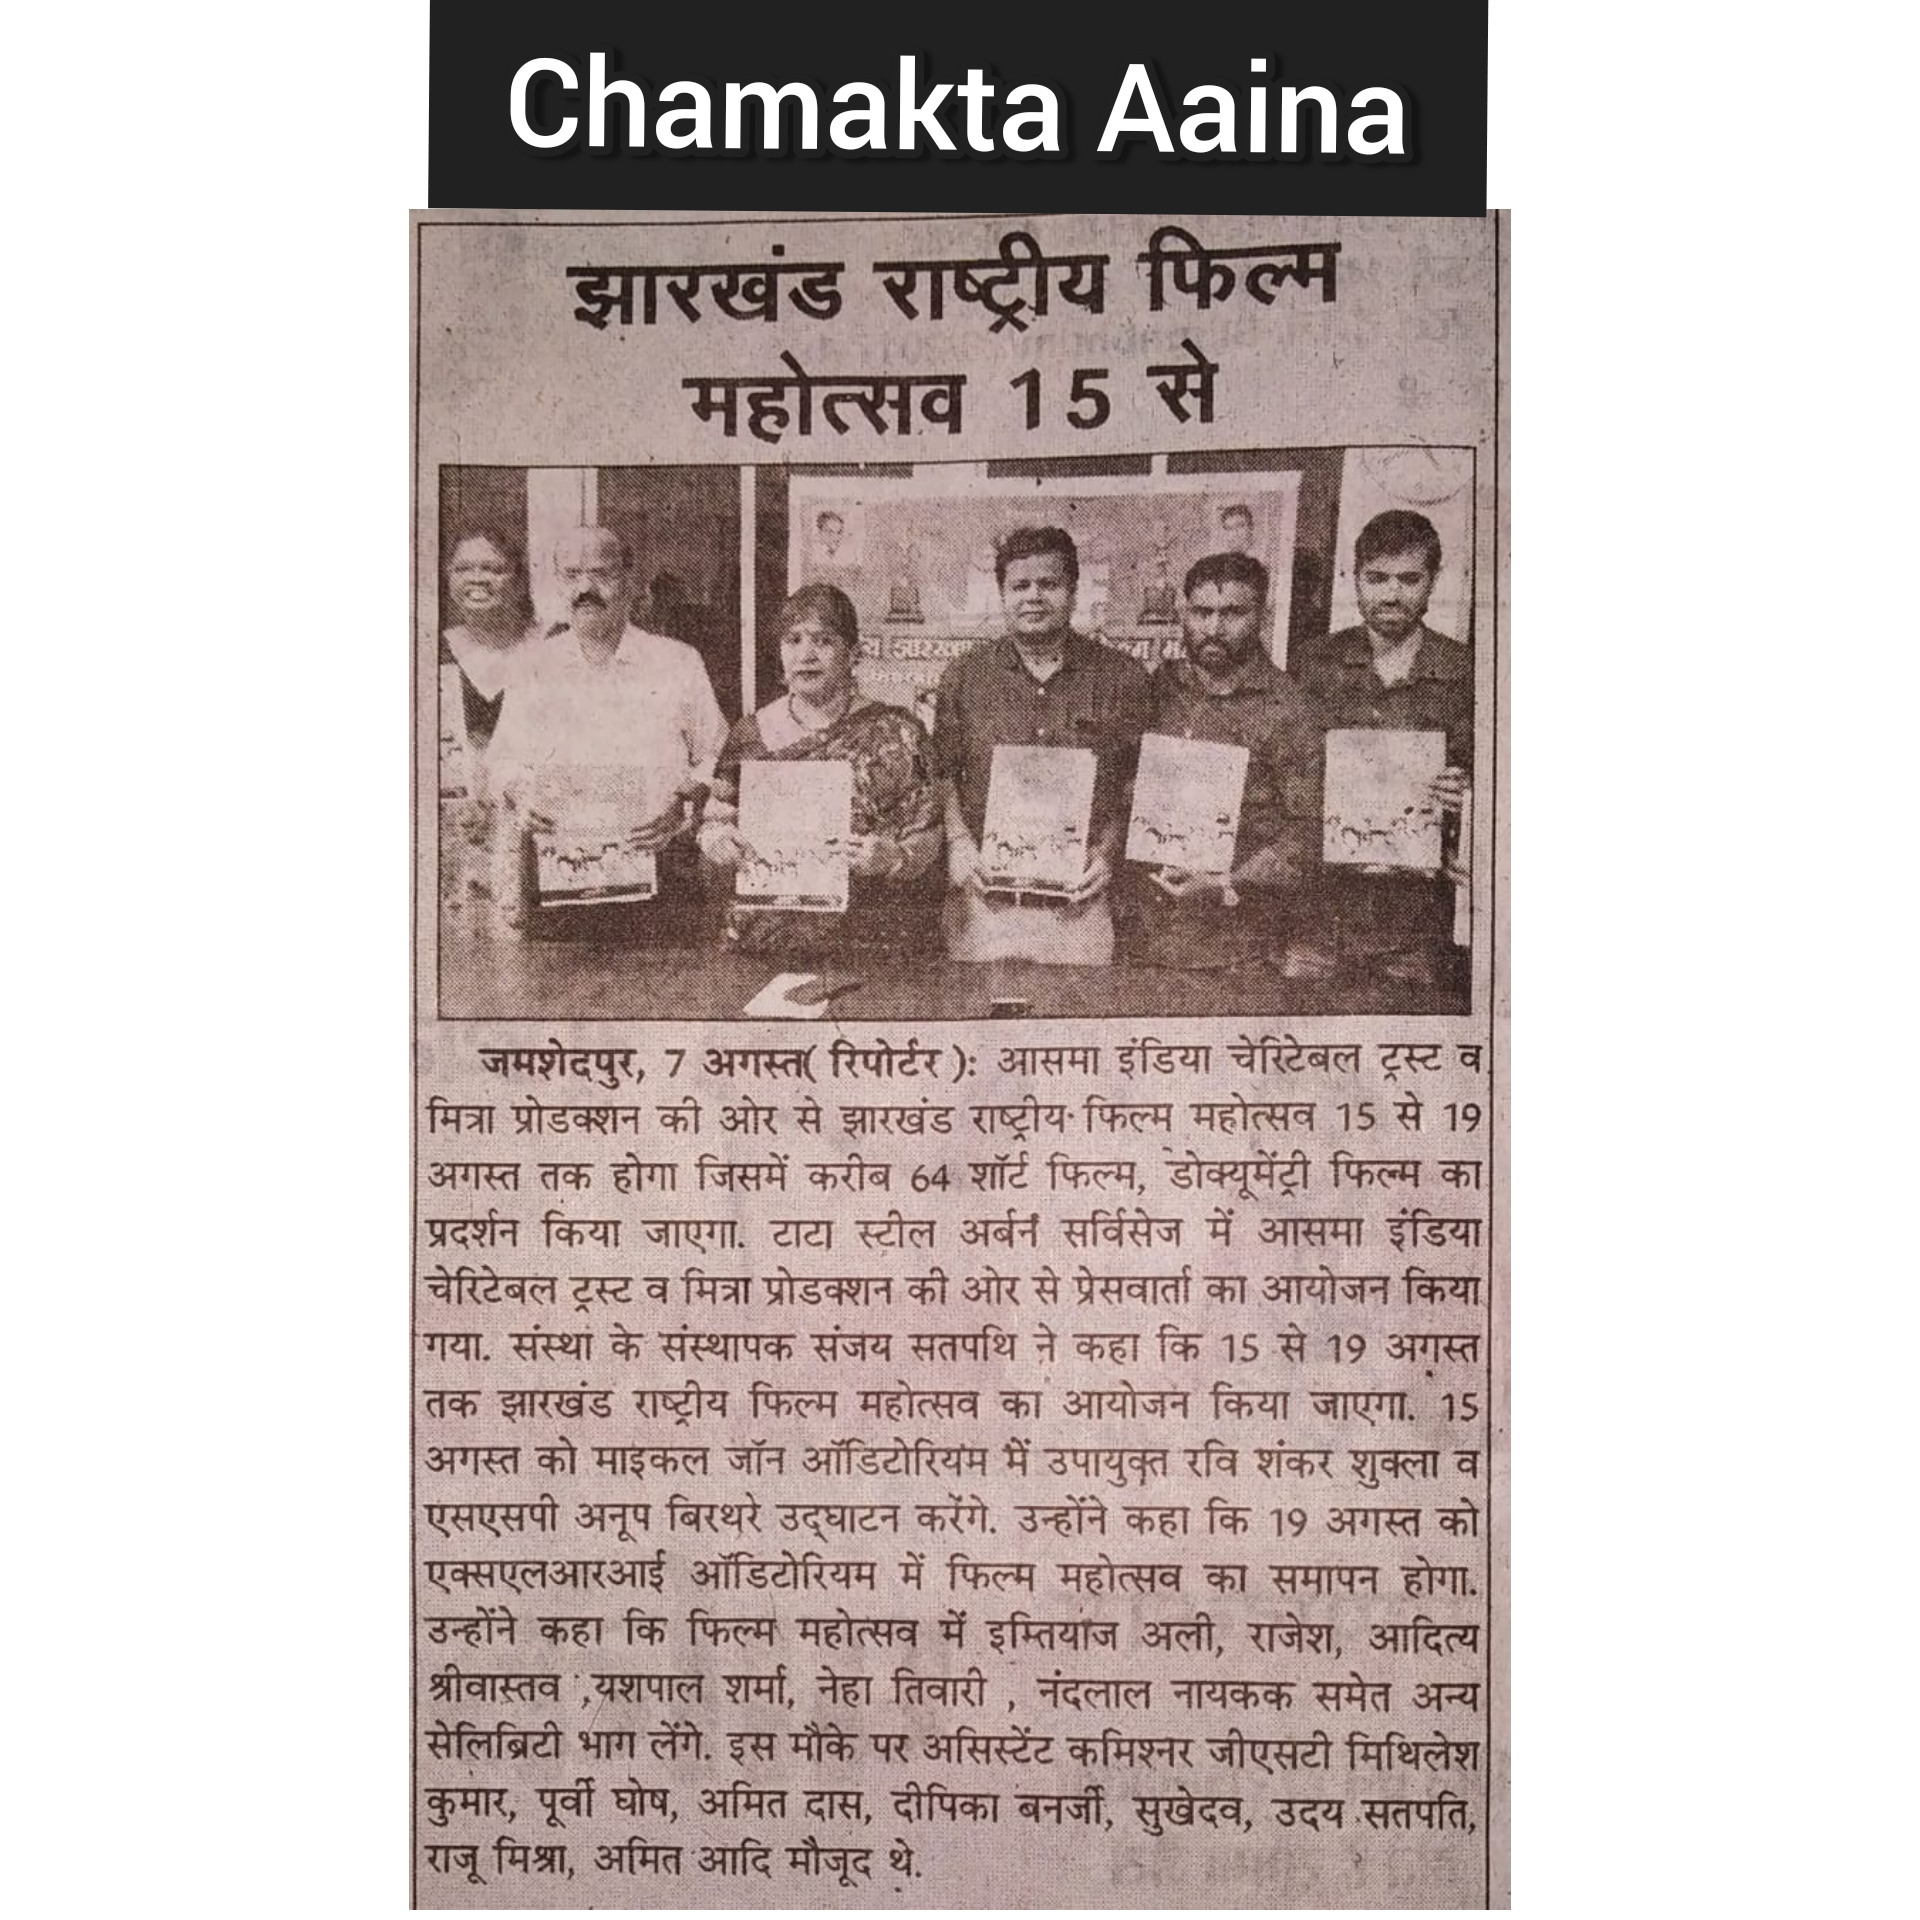 Chamakta Aaina
झारखंड राष्ट्रीय फिल्म
महोत्सव 15 से
जमशेदपुर, 7 अगस्त( रिपोर्टर ): आसमा इंडिया चेरिटेबल ट्रस्ट व
मित्रा प्रोडक्शन की ओर से झारखंड राष्ट्रीय फिल्म महोत्सव 15 से 19
अगस्त तक होगा जिसमें करीब 64 शॉर्ट फिल्म, डोक्यूमेंट्री फिल्म का
प्रदर्शन किया जाएगा. टाटा स्टील अर्बन सर्विसेज में आसमा इंडिया
चेरिटेबल ट्रस्ट व मित्रा प्रोडक्शन की ओर से प्रेसवार्ता का आयोजन किया
गया. संस्था के संस्थापक संजय सतपथि ने कहा कि 15 से 19 अगस्त
तक झारखंड राष्ट्रीय फिल्म महोत्सव का आयोजन किया जाएगा. 15
अगस्त को माइकल जॉन ऑडिटोरियम में उपायुक्त रवि शंकर शुक्ला व
एसएसपी अनूप बिरथरे उद्घाटन करेंगे. उन्होंने कहा कि 19 अगस्त को
एक्सएलआरआई ऑडिटोरियम में फिल्म महोत्सव का समापन होगा.
उन्होंने कहा कि फिल्म महोत्सव में इम्तियाज अली, राजेश, आदित्य
श्रीवास्तव ,यशपाल शर्मा, नेहा तिवारी , नंदलाल नायकक समेत अन्य
सेलिब्रिटी भाग लेंगे. इस मौके पर असिस्टेंट कमिश्नर जीएसटी मिथिलेश
कुमार, पूर्वी घोष, अमित दास, दीपिका बनर्जी, सुखेदव, उदय सतपति,
राजू मिश्रा, अमित आदि मौजूद थे.